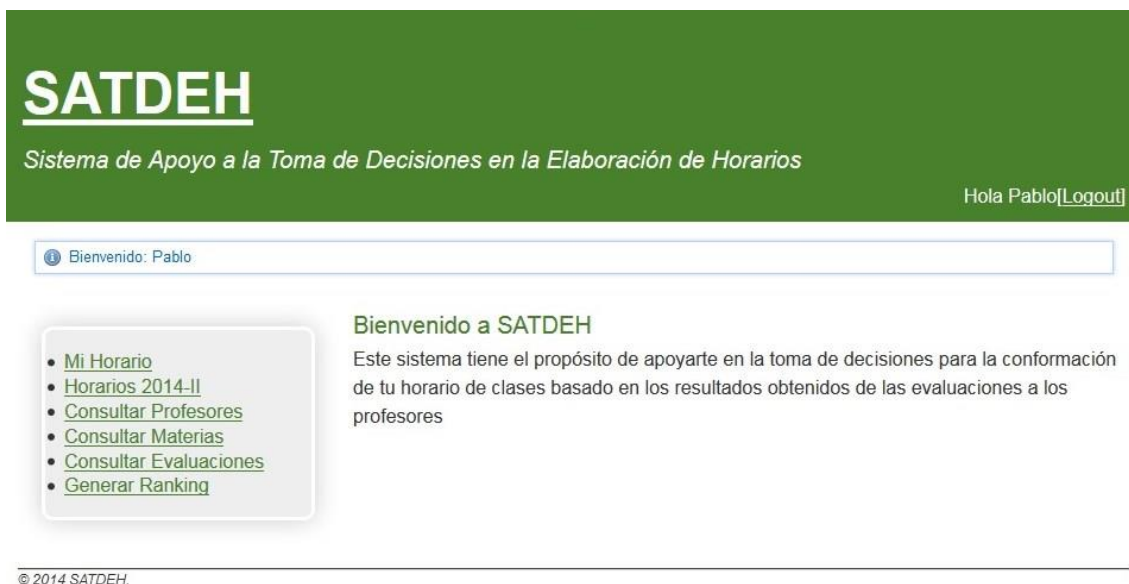 SATDEH
Sistema de Apoyo a la Toma de Decisiones en la Elaboración de Horarios
Hola Pablo[Logout]
Bienvenido: Pablo
Mi Horario
Horarios 2014-II
Consultar Profesores
Consultar Materias
Consultar Evaluaciones
Generar Ranking
Bienvenido a SATDEH
Este sistema tiene el propósito de apoyarte en la toma de decisiones para la conformación
de tu horario de clases basado en los resultados obtenidos de las evaluaciones a los
profesores
© 2014 SATDEH.